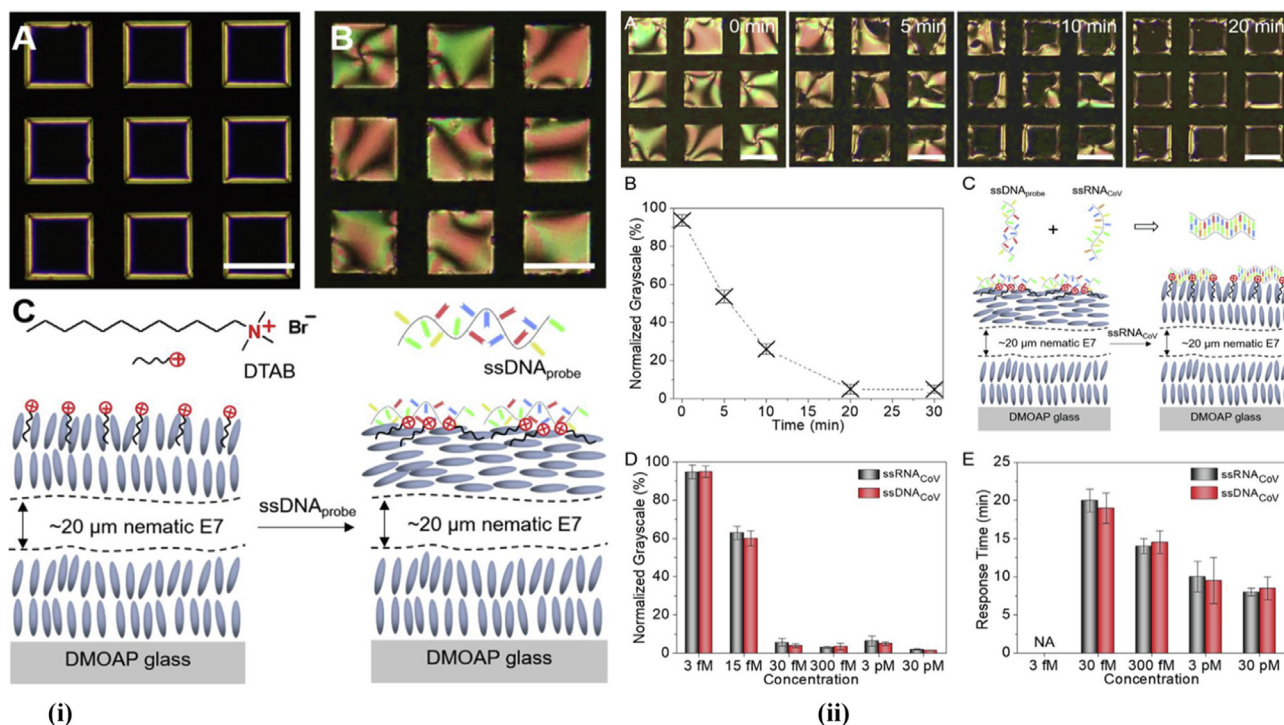 A
B
C
Br⁻
N⁺
DTAB
ssDNAprobe
ssDNAprobe
~20 μm nematic E7
~20 μm nematic E7
DMOAP glass
DMOAP glass
(i)
A
0 min
5 min
10 min
20 min
B
Normalized Grayscale (%)
100
80
60
40
20
0
0 5 10 15 20 25 30
Time (min)
C
ssDNAprobe
ssRNACoV
+
ssRNACoV
~20 μm nematic E7
~20 μm nematic E7
DMOAP glass
DMOAP glass
D
Normalized Grayscale (%)
100
80
60
40
20
0
ssRNACoV
ssDNACoV
3 fM 15 fM 30 fM 300 fM 3 pM 30 pM
Concentration
E
Response Time (min)
25
20
15
10
5
0
ssRNACoV
ssDNACoV
NA
3 fM 30 fM 300 fM 3 pM 30 pM
Concentration
(ii)